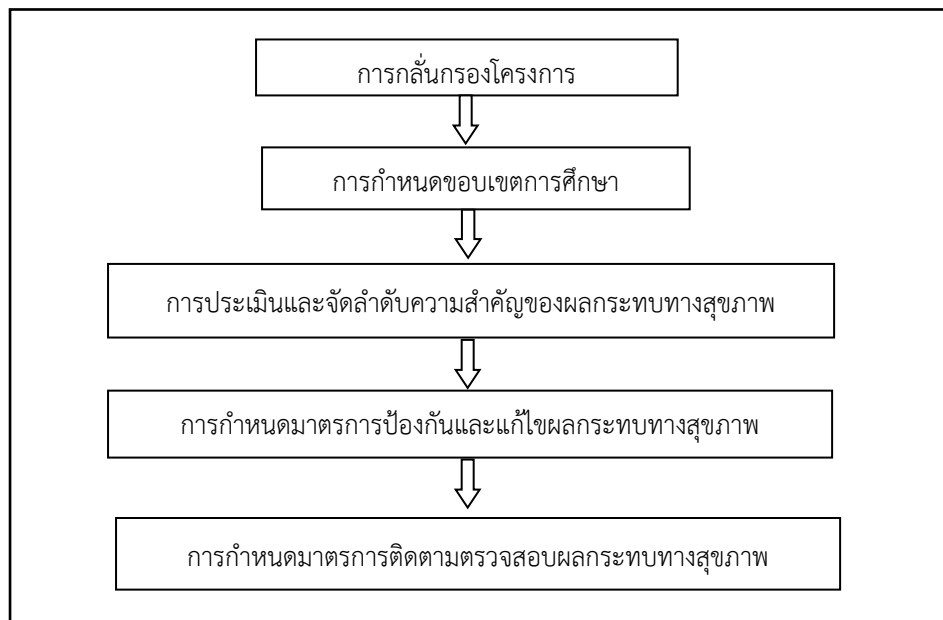 การกลั่นกรองโครงการ
การกำหนดขอบเขตการศึกษา
การประเมินและจัดลำดับความสำคัญของผลกระทบทางสุขภาพ
การกำหนดมาตรการป้องกันและแก้ไขผลกระทบทางสุขภาพ
การกำหนดมาตรการติดตามตรวจสอบผลกระทบทางสุขภาพ